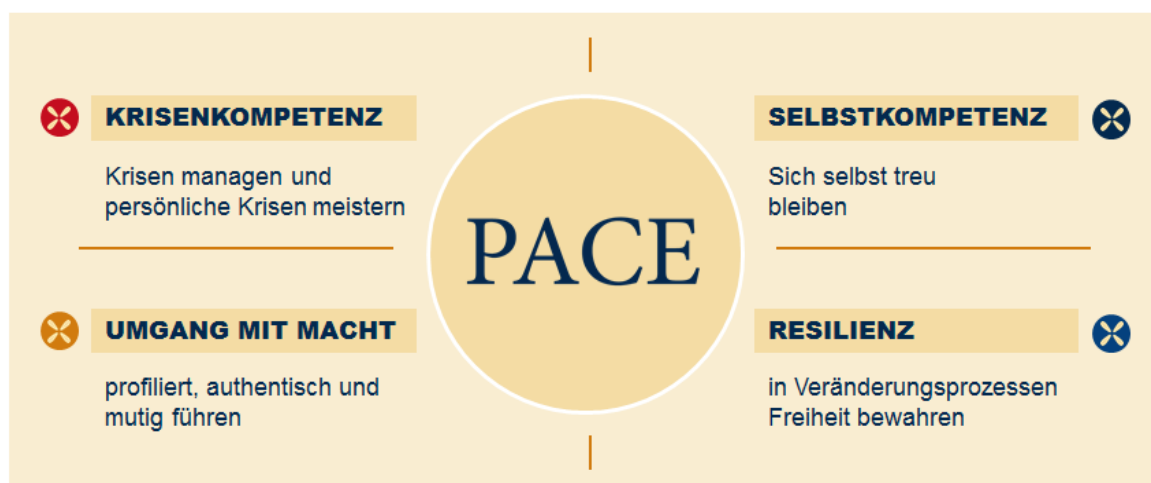 KRISENKOMPETENZ
Krisen managen und
persönliche Krisen meistern
UMGANG MIT MACHT
profiliert, authentisch und
mutig führen
PACE
SELBSTKOMPETENZ
Sich selbst treu
bleiben
RESILIENZ
in Veränderungsprozessen
Freiheit bewahren